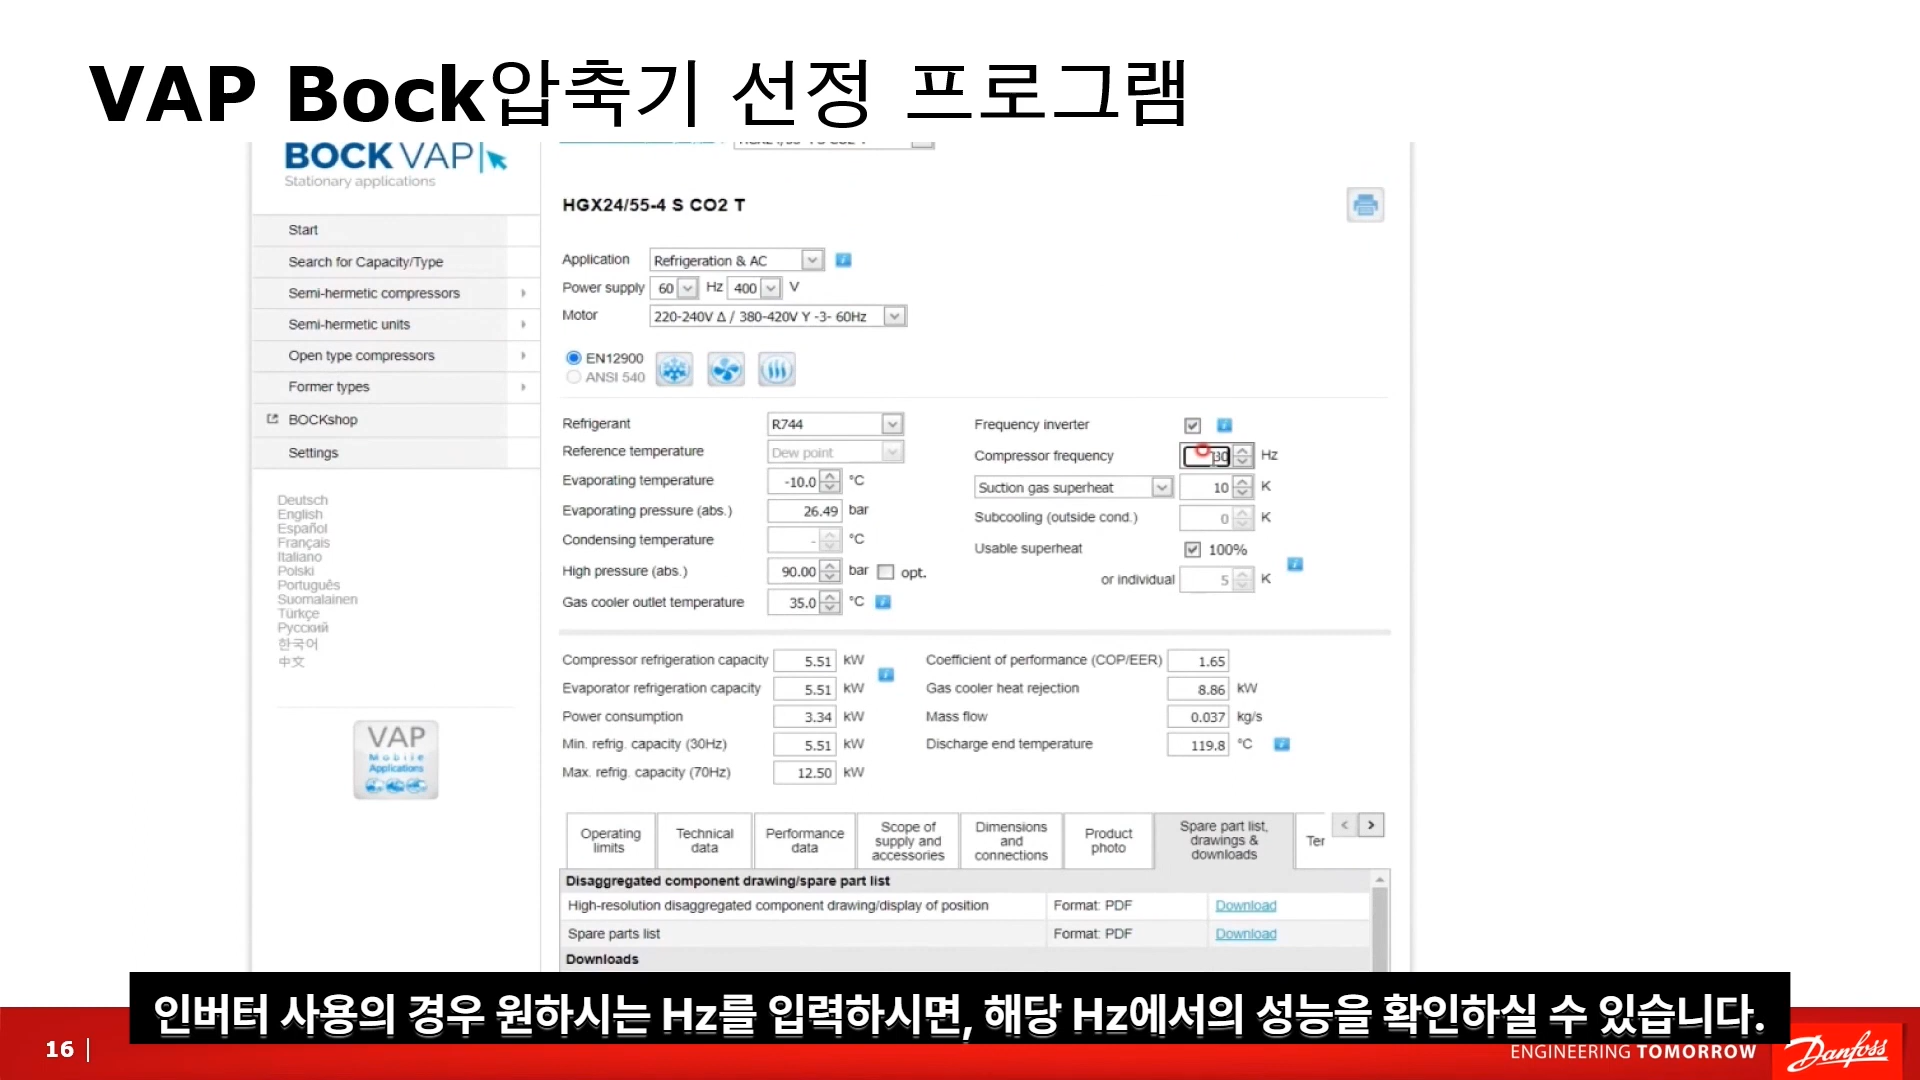 VAP Bock압축기 선정 프로그램
BOCK VAP
Stationary applications
Start
Search for Capacity/Type
Semi-hermetic compressors
Semi-hermetic units
Open type compressors
Former types
BOCKshop
Settings
Deutsch
English
Español
Français
Italiano
Polski
Português
Suomalainen
Türkçe
Русский
한국어
中文
VAP
Mobile
Applications
HGX24/55-4 S CO2 T
Application Refrigeration & AC
Power supply 60 Hz 400 V
Motor 220-240V Δ / 380-420V Y -3- 60Hz
EN12900
ANSI 540
Refrigerant R744
Reference temperature Dew point
Evaporating temperature -10.0 °C
Evaporating pressure (abs.) 26.49 bar
Condensing temperature - °C
High pressure (abs.) 90.00 bar opt.
Gas cooler outlet temperature 35.0 °C
Frequency inverter
Compressor frequency 30 Hz
Suction gas superheat 10 K
Subcooling (outside cond.) 0 K
Usable superheat 100%
or individual 5 K
Compressor refrigeration capacity 5.51 kW
Evaporator refrigeration capacity 5.51 kW
Power consumption 3.34 kW
Min. refrig. capacity (30Hz) 5.51 kW
Max. refrig. capacity (70Hz) 12.50 kW
Coefficient of performance (COP/EER) 1.65
Gas cooler heat rejection 8.86 kW
Mass flow 0.037 kg/s
Discharge end temperature 119.8 °C
Operating limits
Technical data
Performance data
Scope of supply and accessories
Dimensions and connections
Product photo
Spare part list, drawings & downloads
Ter
< >
Disaggregated component drawing/spare part list
High-resolution disaggregated component drawing/display of position Format: PDF Download
Spare parts list Format: PDF Download
Downloads
인버터 사용의 경우 원하시는 Hz를 입력하시면, 해당 Hz에서의 성능을 확인하실 수 있습니다.
16 |
ENGINEERING TOMORROW
Danfoss